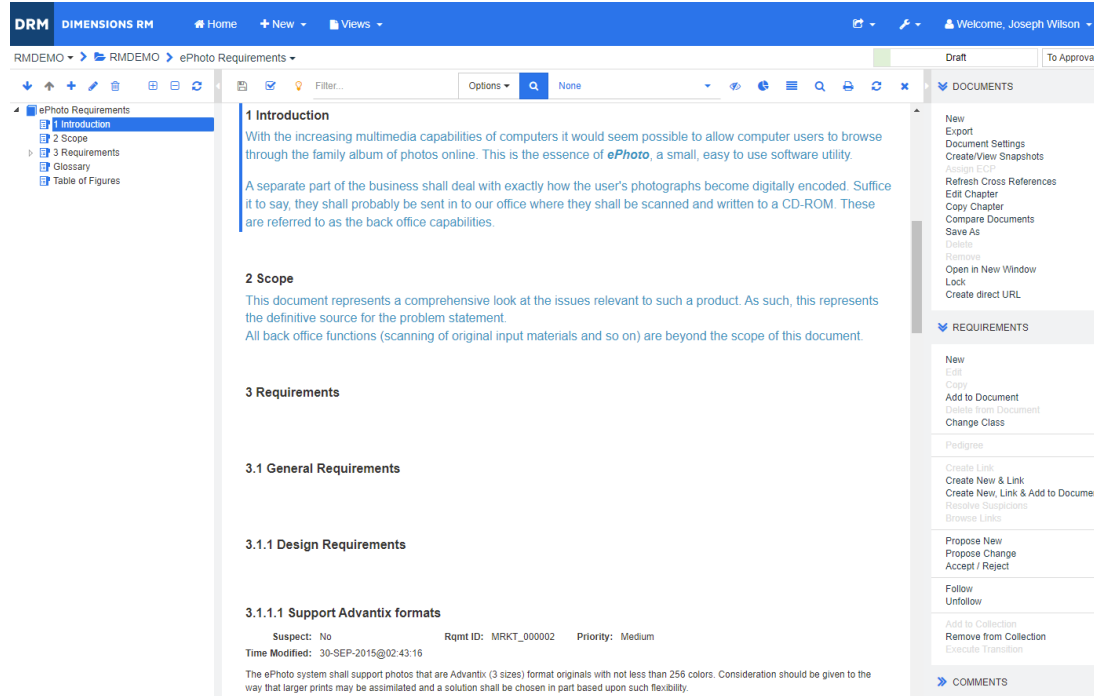 DRM DIMENSIONS RM Home New Views Welcome, Joseph Wilson
RMDEMO RMDEMO ePhoto Requirements Draft To Approva
Filter... Options None
ePhoto Requirements
1 Introduction
2 Scope
3 Requirements
Glossary
Table of Figures
1 Introduction
With the increasing multimedia capabilities of computers it would seem possible to allow computer users to browse
through the family album of photos online. This is the essence of ePhoto, a small, easy to use software utility.
A separate part of the business shall deal with exactly how the user's photographs become digitally encoded. Suffice
it to say, they shall probably be sent in to our office where they shall be scanned and written to a CD-ROM. These
are referred to as the back office capabilities.
2 Scope
This document represents a comprehensive look at the issues relevant to such a product. As such, this represents
the definitive source for the problem statement.
All back office functions (scanning of original input materials and so on) are beyond the scope of this document.
3 Requirements
3.1 General Requirements
3.1.1 Design Requirements
3.1.1.1 Support Advantix formats
Suspect: No Rqmt ID: MRKT_000002 Priority: Medium
Time Modified: 30-SEP-2015@02:43:16
The ePhoto system shall support photos that are Advantix (3 sizes) format originals with not less than 256 colors. Consideration should be given to the
way that larger prints may be assimilated and a solution shall be chosen in part based upon such flexibility.
DOCUMENTS
New
Export
Document Settings
Create/View Snapshots
Assign ECP
Refresh Cross References
Edit Chapter
Copy Chapter
Compare Documents
Save As
Delete
Remove
Open in New Window
Lock
Create direct URL
REQUIREMENTS
New
Edit
Copy
Add to Document
Delete from Document
Change Class
Pedigree
Create Link
Create New & Link
Create New, Link & Add to Docume
Resolve Suspicions
Browse Links
Propose New
Propose Change
Accept / Reject
Follow
Unfollow
Add to Collection
Remove from Collection
Execute Transition
COMMENTS